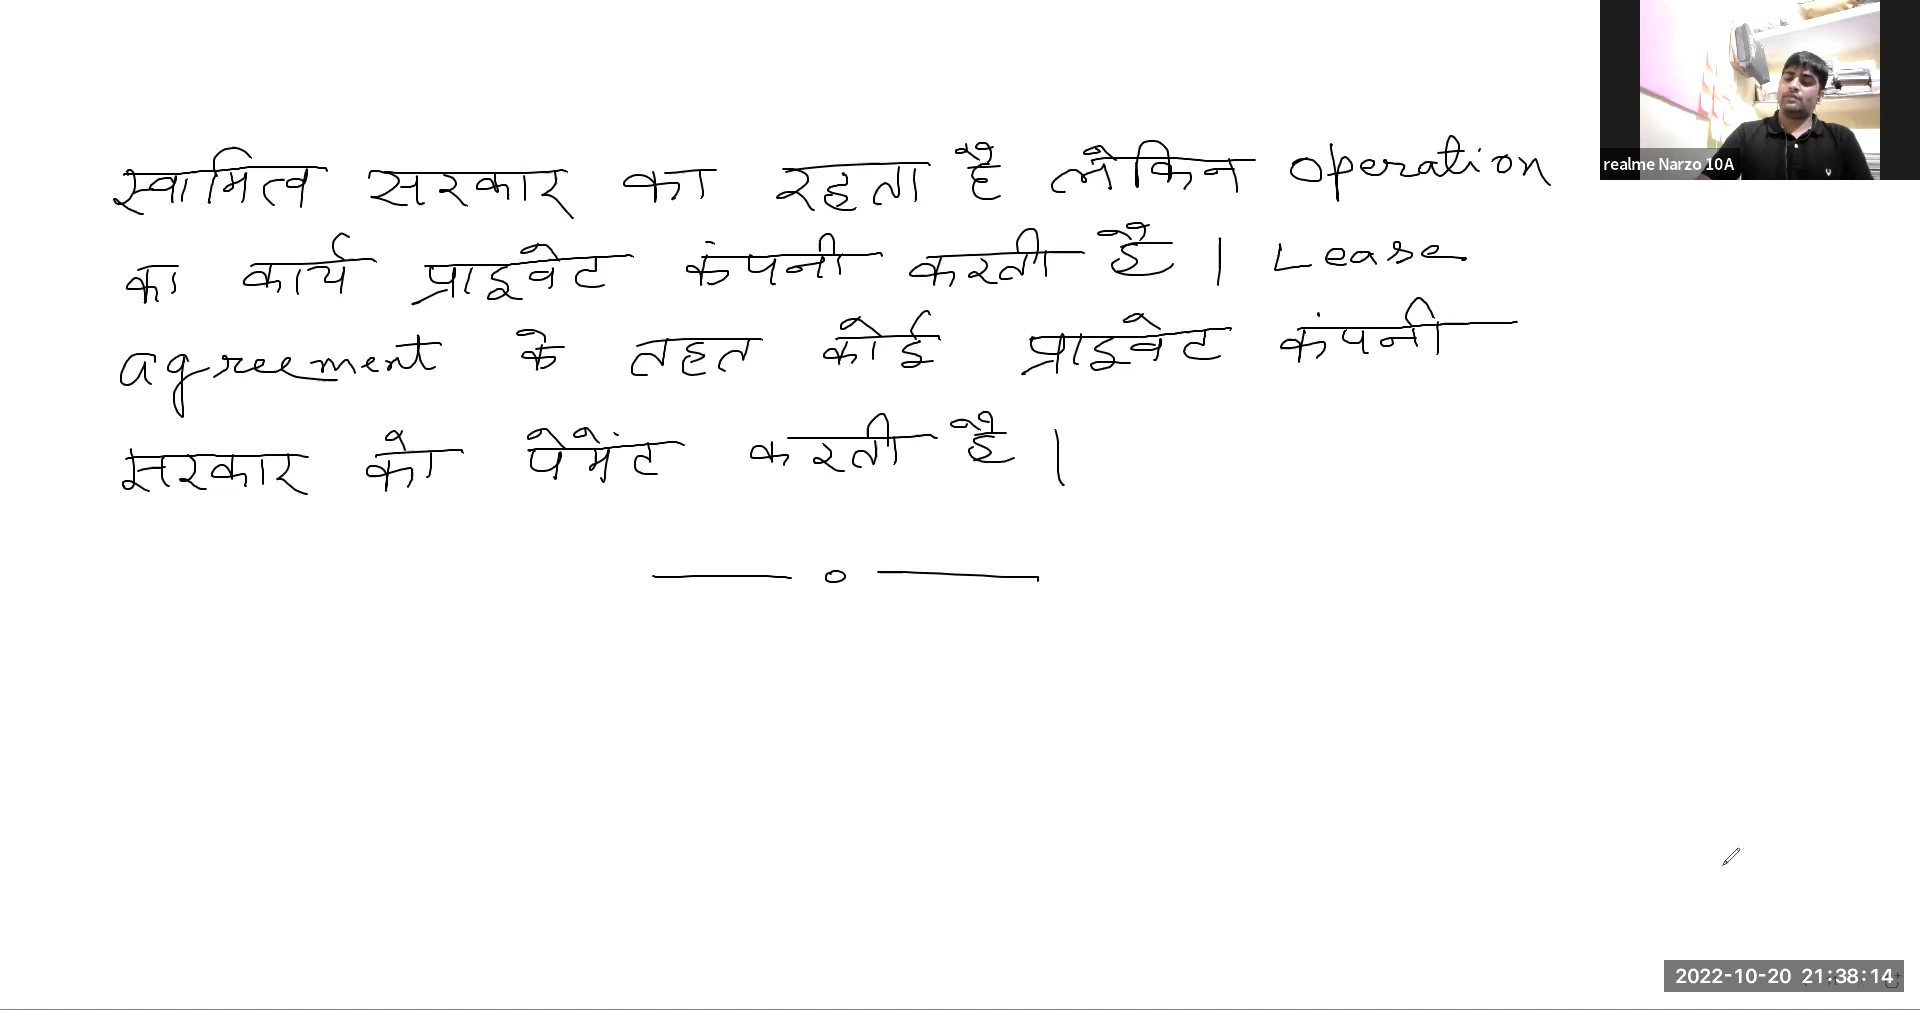 realme Narzo 10A
स्वामित्व सरकार का रहता है लेकिन operation
का कार्य प्राइवेट कंपनी करती है। Lease
agreement के तहत कोई प्राइवेट कंपनी
सरकार को पेमेंट करती है।
2022-10-20 21:38:14